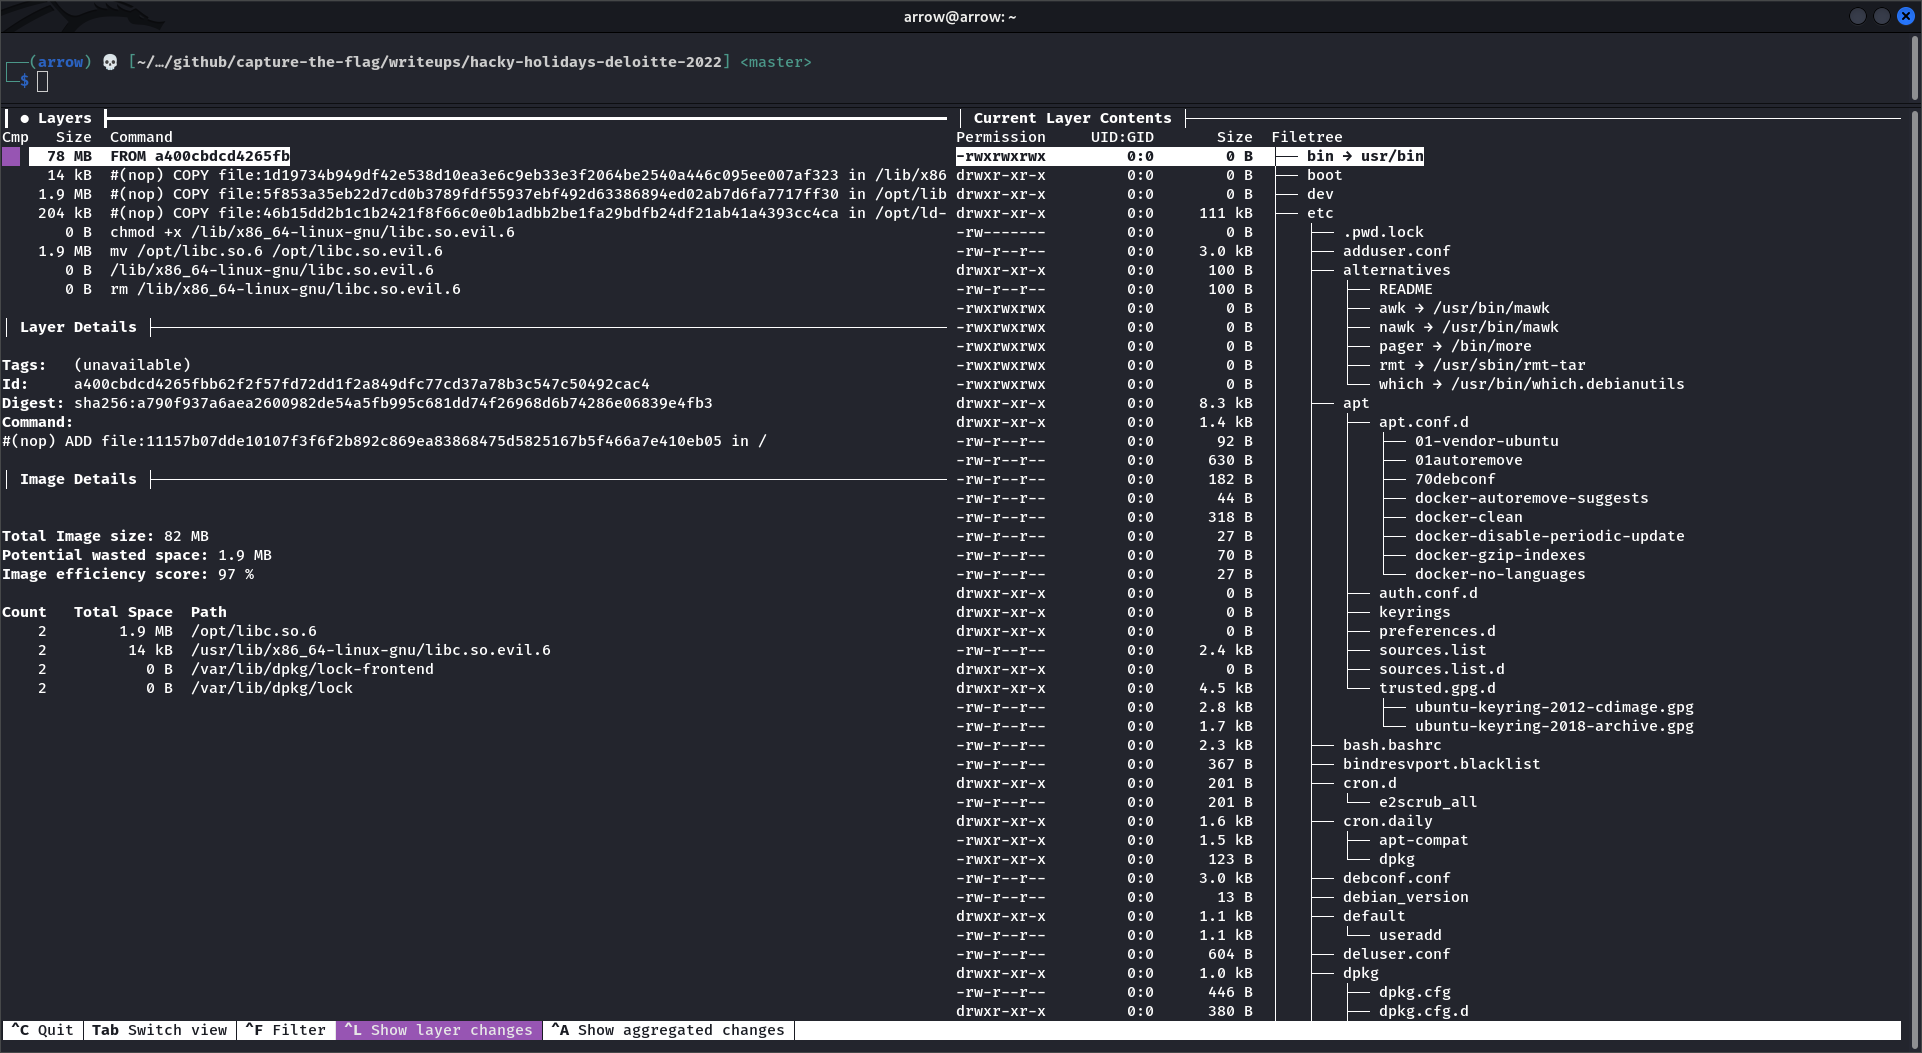 arrow@arrow: ~
(arrow) 💀 [~/…/github/capture-the-flag/writeups/hacky-holidays-deloitte-2022] <master>
$
● Layers
Cmp Size Command
78 MB FROM a400cbdcd4265fb
14 kB #(nop) COPY file:1d19734b949df42e538d10ea3e6c9eb33e3f2064be2540a446c095ee007af323 in /lib/x86
1.9 MB #(nop) COPY file:5f853a35eb22d7cd0b3789fdf55937ebf492d63386894ed02ab7d6fa7717ff30 in /opt/lib
204 kB #(nop) COPY file:46b15dd2b1c1b2421f8f66c0e0b1adbb2be1fa29bdfb24df21ab41a4393cc4ca in /opt/ld-
0 B chmod +x /lib/x86_64-linux-gnu/libc.so.evil.6
1.9 MB mv /opt/libc.so.6 /opt/libc.so.evil.6
0 B /lib/x86_64-linux-gnu/libc.so.evil.6
0 B rm /lib/x86_64-linux-gnu/libc.so.evil.6
Layer Details
Tags: (unavailable)
Id: a400cbdcd4265fbb62f2f57fd72dd1f2a849dfc77cd37a78b3c547c50492cac4
Digest: sha256:a790f937a6aea2600982de54a5fb995c681dd74f26968d6b74286e06839e4fb3
Command:
#(nop) ADD file:11157b07dde10107f3f6f2b892c869ea83868475d5825167b5f466a7e410eb05 in /
Image Details
Total Image size: 82 MB
Potential wasted space: 1.9 MB
Image efficiency score: 97 %
Count Total Space Path
2 1.9 MB /opt/libc.so.6
2 14 kB /usr/lib/x86_64-linux-gnu/libc.so.evil.6
2 0 B /var/lib/dpkg/lock-frontend
2 0 B /var/lib/dpkg/lock
Current Layer Contents
Permission UID:GID Size Filetree
-rwxrwxrwx 0:0 0 B ├── bin → usr/bin
drwxr-xr-x 0:0 0 B ├── boot
drwxr-xr-x 0:0 0 B ├── dev
drwxr-xr-x 0:0 111 kB ├── etc
-rw------- 0:0 0 B │ ├── .pwd.lock
-rw-r--r-- 0:0 3.0 kB │ ├── adduser.conf
drwxr-xr-x 0:0 100 B │ ├── alternatives
-rw-r--r-- 0:0 100 B │ │ ├── README
-rwxrwxrwx 0:0 0 B │ │ ├── awk → /usr/bin/mawk
-rwxrwxrwx 0:0 0 B │ │ ├── nawk → /usr/bin/mawk
-rwxrwxrwx 0:0 0 B │ │ ├── pager → /bin/more
-rwxrwxrwx 0:0 0 B │ │ ├── rmt → /usr/sbin/rmt-tar
-rwxrwxrwx 0:0 0 B │ │ └── which → /usr/bin/which.debianutils
drwxr-xr-x 0:0 8.3 kB │ ├── apt
drwxr-xr-x 0:0 1.4 kB │ │ ├── apt.conf.d
-rw-r--r-- 0:0 92 B │ │ │ ├── 01-vendor-ubuntu
-rw-r--r-- 0:0 630 B │ │ │ ├── 01autoremove
-rw-r--r-- 0:0 182 B │ │ │ ├── 70debconf
-rw-r--r-- 0:0 44 B │ │ │ ├── docker-autoremove-suggests
-rw-r--r-- 0:0 318 B │ │ │ ├── docker-clean
-rw-r--r-- 0:0 27 B │ │ │ ├── docker-disable-periodic-update
-rw-r--r-- 0:0 70 B │ │ │ ├── docker-gzip-indexes
-rw-r--r-- 0:0 27 B │ │ │ └── docker-no-languages
drwxr-xr-x 0:0 0 B │ │ ├── auth.conf.d
drwxr-xr-x 0:0 0 B │ │ ├── keyrings
drwxr-xr-x 0:0 0 B │ │ ├── preferences.d
-rw-r--r-- 0:0 2.4 kB │ │ ├── sources.list
drwxr-xr-x 0:0 0 B │ │ ├── sources.list.d
drwxr-xr-x 0:0 4.5 kB │ │ └── trusted.gpg.d
-rw-r--r-- 0:0 2.8 kB │ │ ├── ubuntu-keyring-2012-cdimage.gpg
-rw-r--r-- 0:0 1.7 kB │ │ └── ubuntu-keyring-2018-archive.gpg
-rw-r--r-- 0:0 2.3 kB │ ├── bash.bashrc
-rw-r--r-- 0:0 367 B │ ├── bindresvport.blacklist
drwxr-xr-x 0:0 201 B │ ├── cron.d
-rw-r--r-- 0:0 201 B │ │ └── e2scrub_all
drwxr-xr-x 0:0 1.6 kB │ ├── cron.daily
-rwxr-xr-x 0:0 1.5 kB │ │ ├── apt-compat
-rwxr-xr-x 0:0 123 B │ │ └── dpkg
-rw-r--r-- 0:0 3.0 kB │ ├── debconf.conf
-rw-r--r-- 0:0 13 B │ ├── debian_version
drwxr-xr-x 0:0 1.1 kB │ ├── default
-rw-r--r-- 0:0 1.1 kB │ │ └── useradd
-rw-r--r-- 0:0 604 B │ ├── deluser.conf
drwxr-xr-x 0:0 1.0 kB │ ├── dpkg
-rw-r--r-- 0:0 446 B │ │ ├── dpkg.cfg
drwxr-xr-x 0:0 380 B │ │ ├── dpkg.cfg.d
^C Quit Tab Switch view ^F Filter ^L Show layer changes ^A Show aggregated changes